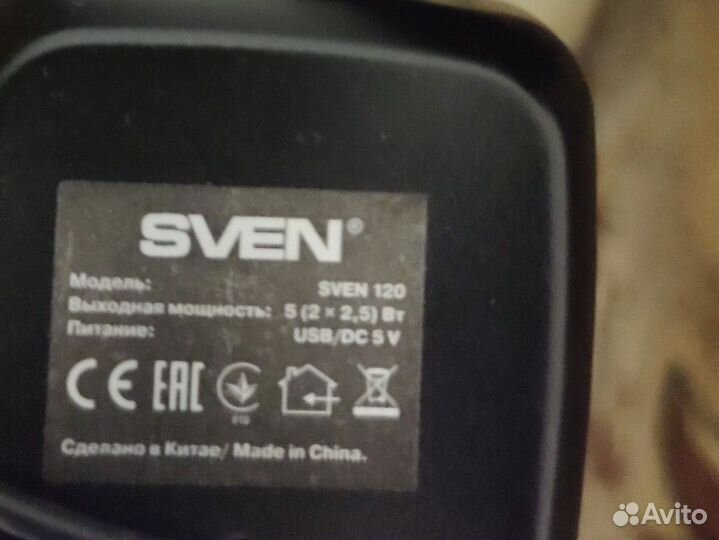 SVEN®
Модель: SVEN 120
Выходная мощность: 5 (2 × 2,5) Вт
Питание: USB/DC 5 V
CE EAC
Сделано в Китае/ Made in China.
Avito